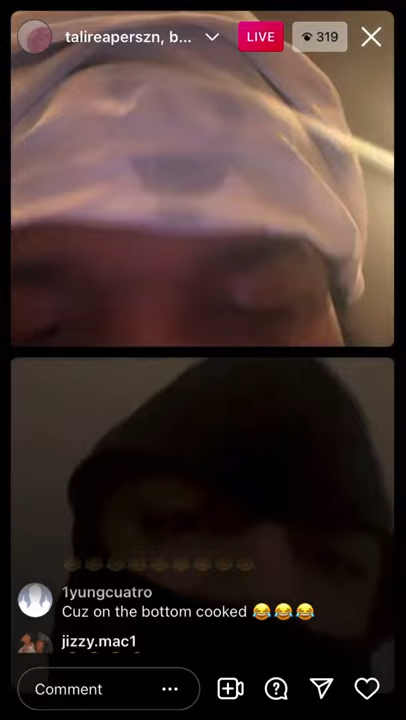 talireaperszn, b...
LIVE
319
1yungcuatro
Cuz on the bottom cooked 😂😂😂
jizzy.mac1
Comment